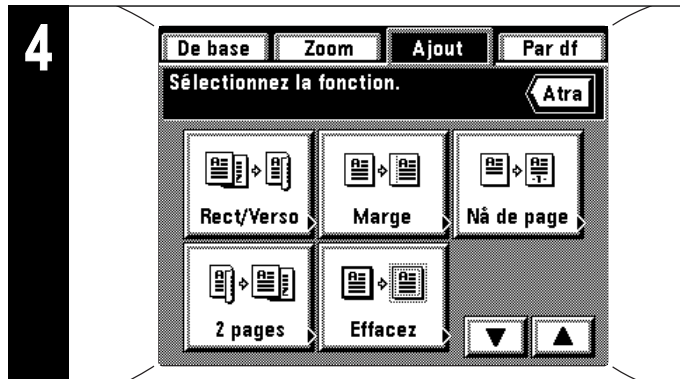 4
De base Zoom Ajout Par df
Sélectionnez la fonction.
Atra
Rect/Verso Marge Nå de page
2 pages Effacez